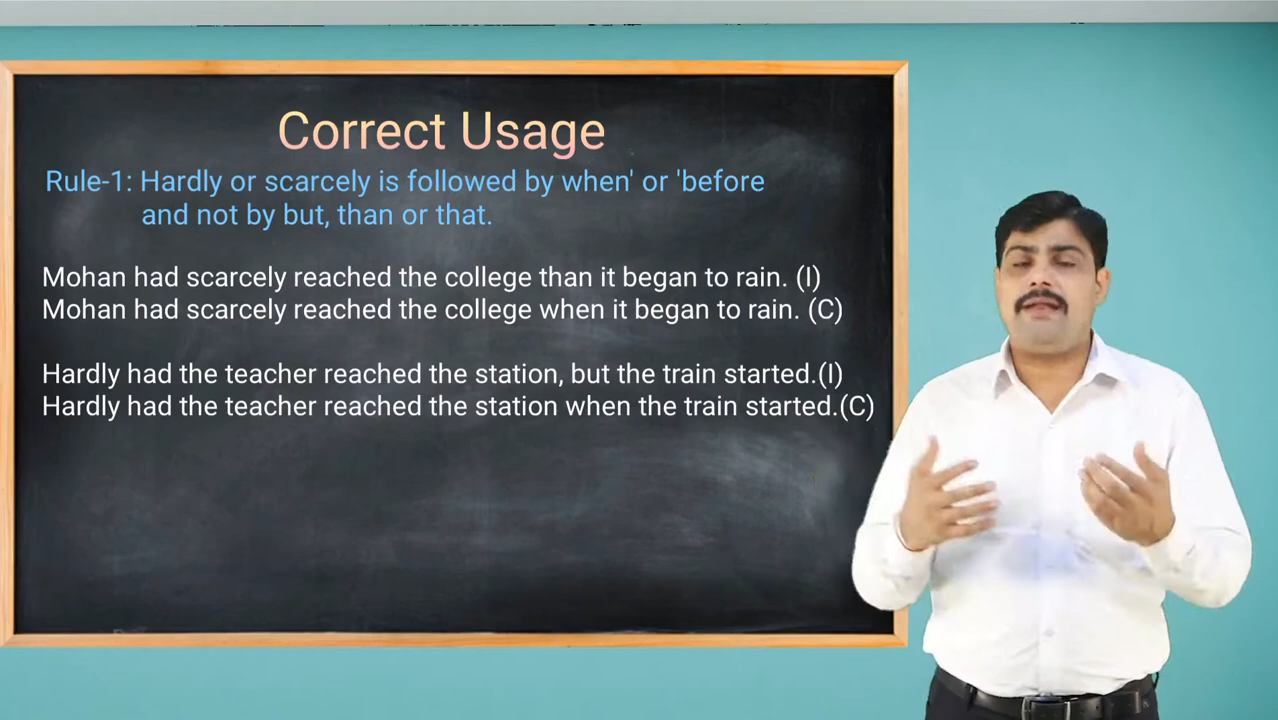 Correct Usage
Rule-1: Hardly or scarcely is followed by when' or 'before
and not by but, than or that.
Mohan had scarcely reached the college than it began to rain. (I)
Mohan had scarcely reached the college when it began to rain. (C)
Hardly had the teacher reached the station, but the train started.(I)
Hardly had the teacher reached the station when the train started.(C)